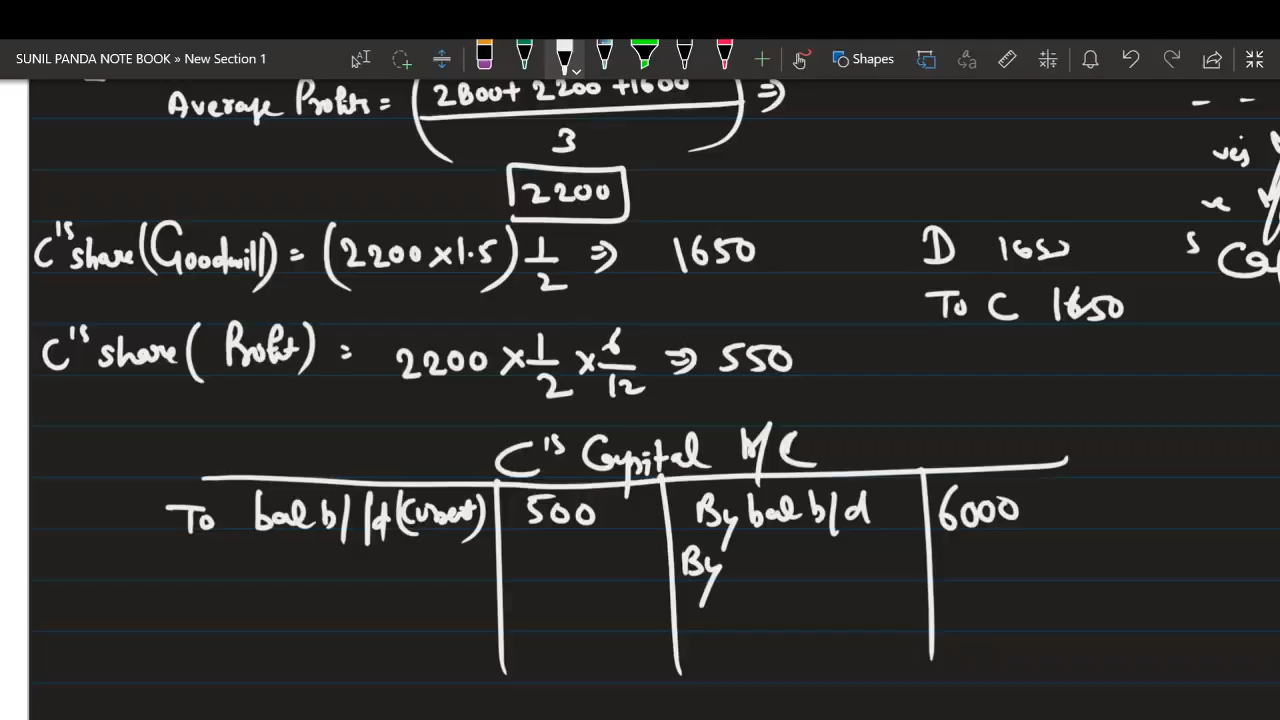 SUNIL PANDA NOTE BOOK » New Section 1
Shapes
Average Profits = (2800+ 2200 +1600 / 3) ⇒
2200
C's share (Goodwill) = (2200 × 1.5) 1/2 ⇒ 1650
D 1650
To C 1650
C's share ( Profit) = 2200 × 1/2 × 6/12 ⇒ 550
C's Capital A/C
To bal b/d 500 By bal b/d 6000
By